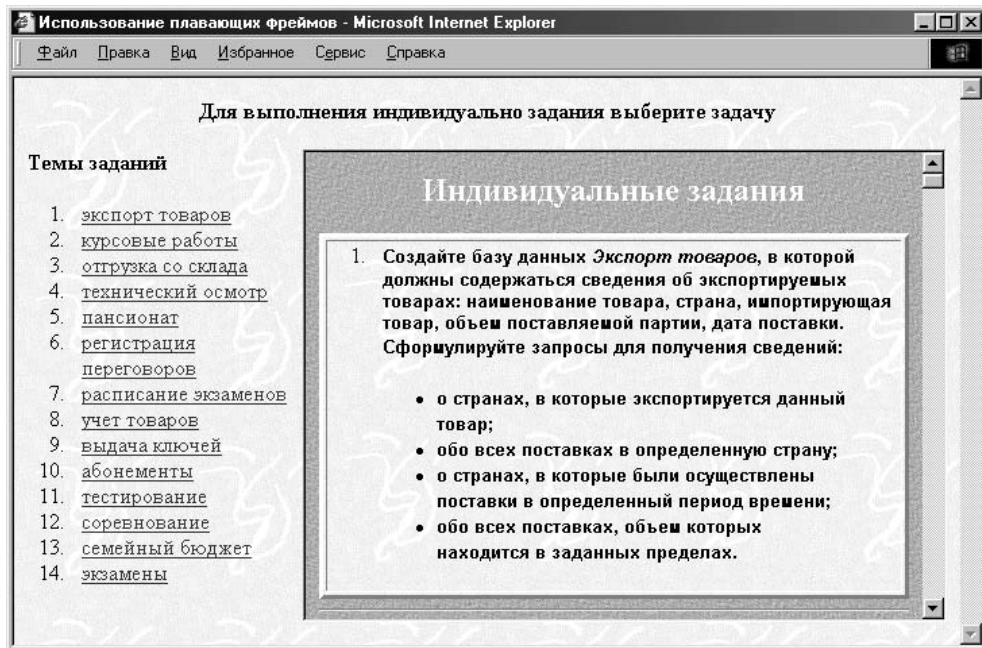 Использование плавающих фреймов - Microsoft Internet Explorer
Файл Правка Вид Избранное Сервис Справка
Для выполнения индивидуально задания выберите задачу
Темы заданий
1. экспорт товаров
2. курсовые работы
3. отгрузка со склада
4. технический осмотр
5. пансионат
6. регистрация
переговоров
7. расписание экзаменов
8. учет товаров
9. выдача ключей
10. абонементы
11. тестирование
12. соревнование
13. семейный бюджет
14. экзамены
Индивидуальные задания
1. Создайте базу данных Экспорт товаров, в которой
должны содержаться сведения об экспортируемых
товарах: наименование товара, страна, импортирующая
товар, объем поставляемой партии, дата поставки.
Сформулируйте запросы для получения сведений:
• о странах, в которые экспортируется данный
товар;
• обо всех поставках в определенную страну;
• о странах, в которые были осуществлены
поставки в определенный период времени;
• обо всех поставках, объем которых
находится в заданных пределах.